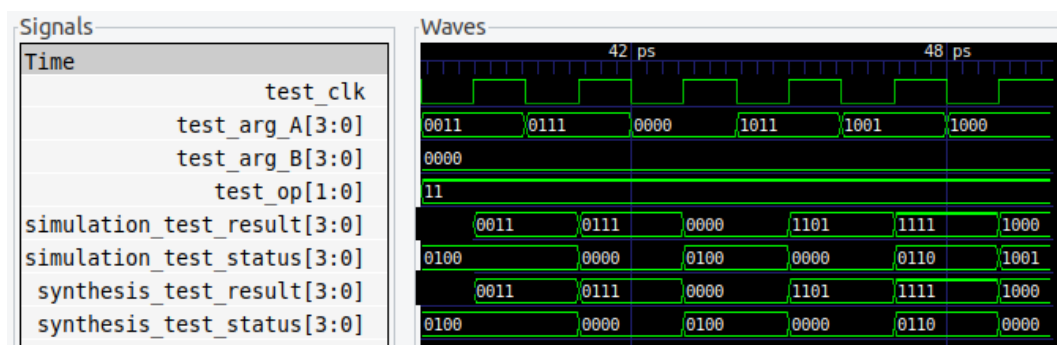 Signals
Waves
Time
42 ps 48 ps
test_clk
test_arg_A[3:0] 0011 0111 0000 1011 1001 1000
test_arg_B[3:0] 0000
test_op[1:0] 11
simulation_test_result[3:0] 0011 0111 0000 1101 1111 1000
simulation_test_status[3:0] 0100 0000 0100 0000 0110 1001
synthesis_test_result[3:0] 0011 0111 0000 1101 1111 1000
synthesis_test_status[3:0] 0100 0000 0100 0000 0110 0000